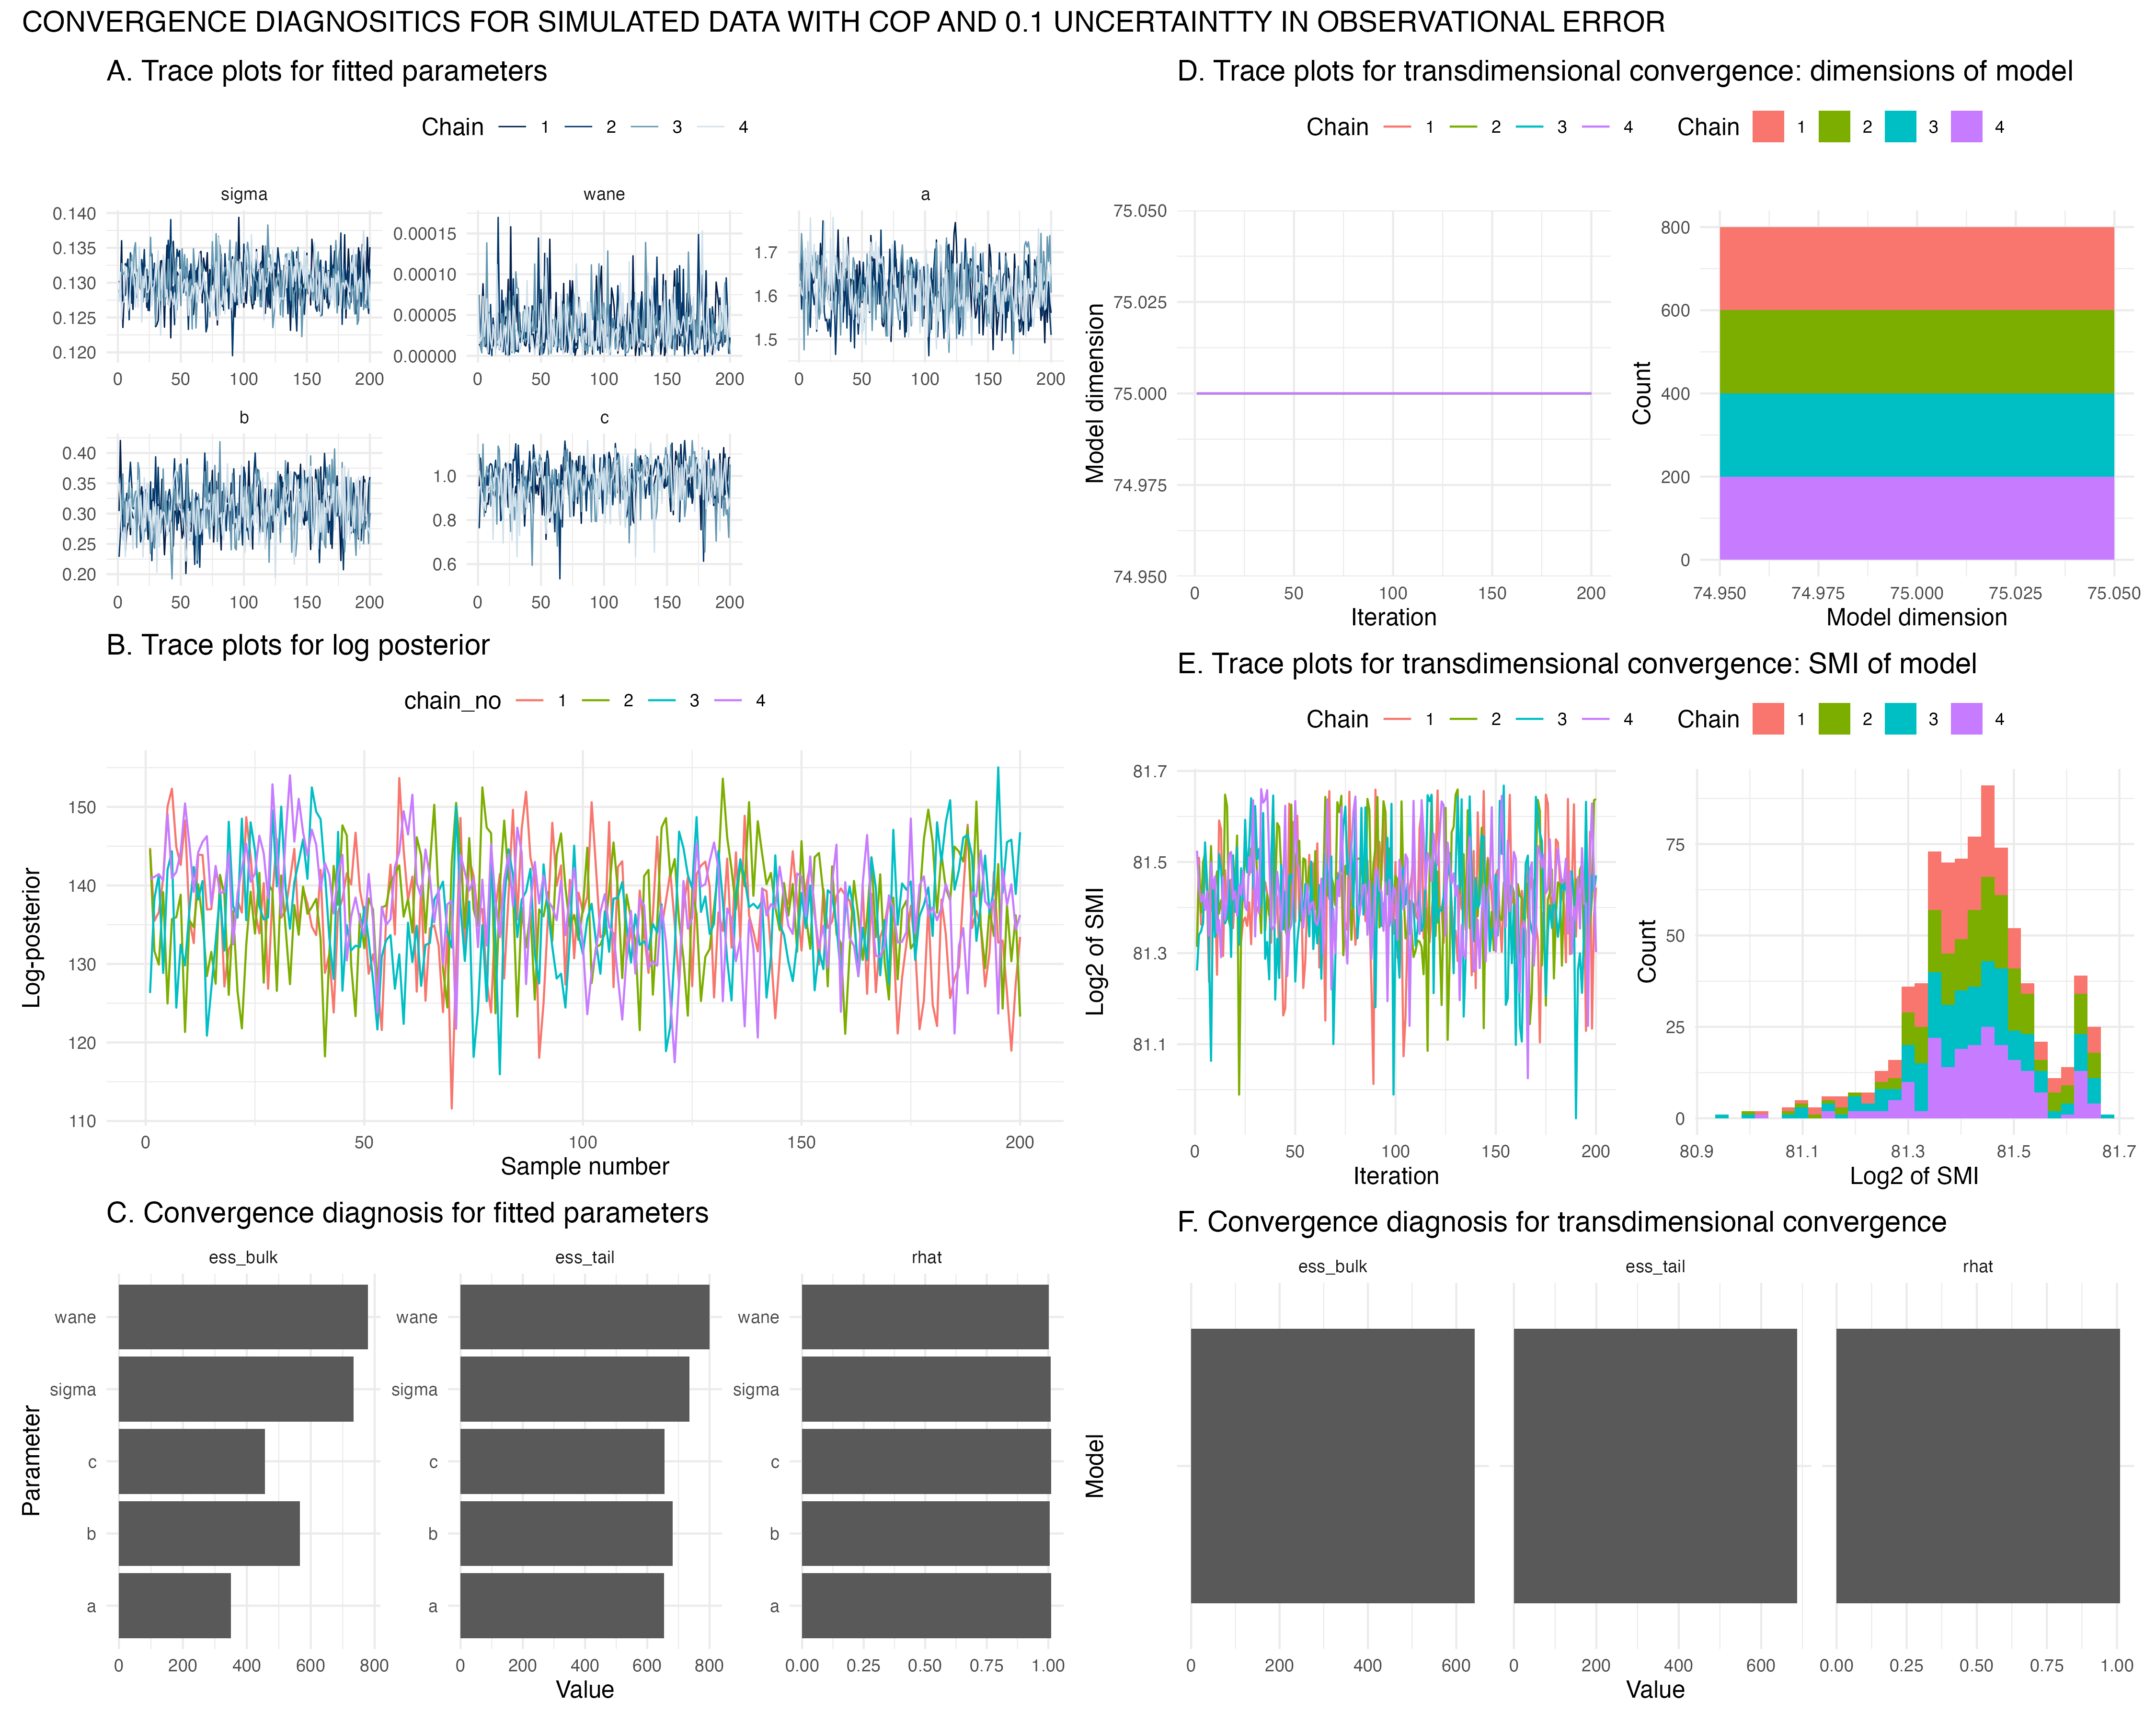 CONVERGENCE DIAGNOSITICS FOR SIMULATED DATA WITH COP AND 0.1 UNCERTAINTTY IN OBSERVATIONAL ERROR
A. Trace plots for fitted parameters
Chain 1 2 3 4
sigma wane a
0.140
0.135
0.130
0.125
0.120
0 50 100 150 200
0.00015
0.00010
0.00005
0.00000
0 50 100 150 200
1.7
1.6
1.5
0 50 100 150 200
b c
0.40
0.35
0.30
0.25
0.20
0 50 100 150 200
1.0
0.8
0.6
0 50 100 150 200
B. Trace plots for log posterior
chain_no 1 2 3 4
Log-posterior
150
140
130
120
110
0 50 100 150 200
Sample number
C. Convergence diagnosis for fitted parameters
ess_bulk ess_tail rhat
Parameter
wane wane wane
sigma sigma sigma
c c c
b b b
a a a
0 200 400 600 800 0 200 400 600 800 0.00 0.25 0.50 0.75 1.00
Value
D. Trace plots for transdimensional convergence: dimensions of model
Chain 1 2 3 4 Chain 1 2 3 4
Model dimension
75.050
75.025
75.000
74.975
74.950
0 50 100 150 200
Iteration
Count
800
600
400
200
0
74.950 74.975 75.000 75.025 75.050
Model dimension
E. Trace plots for transdimensional convergence: SMI of model
Chain 1 2 3 4 Chain 1 2 3 4
Log2 of SMI
81.7
81.5
81.3
81.1
0 50 100 150 200
Iteration
Count
75
50
25
0
80.9 81.1 81.3 81.5 81.7
Log2 of SMI
F. Convergence diagnosis for transdimensional convergence
ess_bulk ess_tail rhat
Model
0 200 400 600 0 200 400 600 0.00 0.25 0.50 0.75 1.00
Value